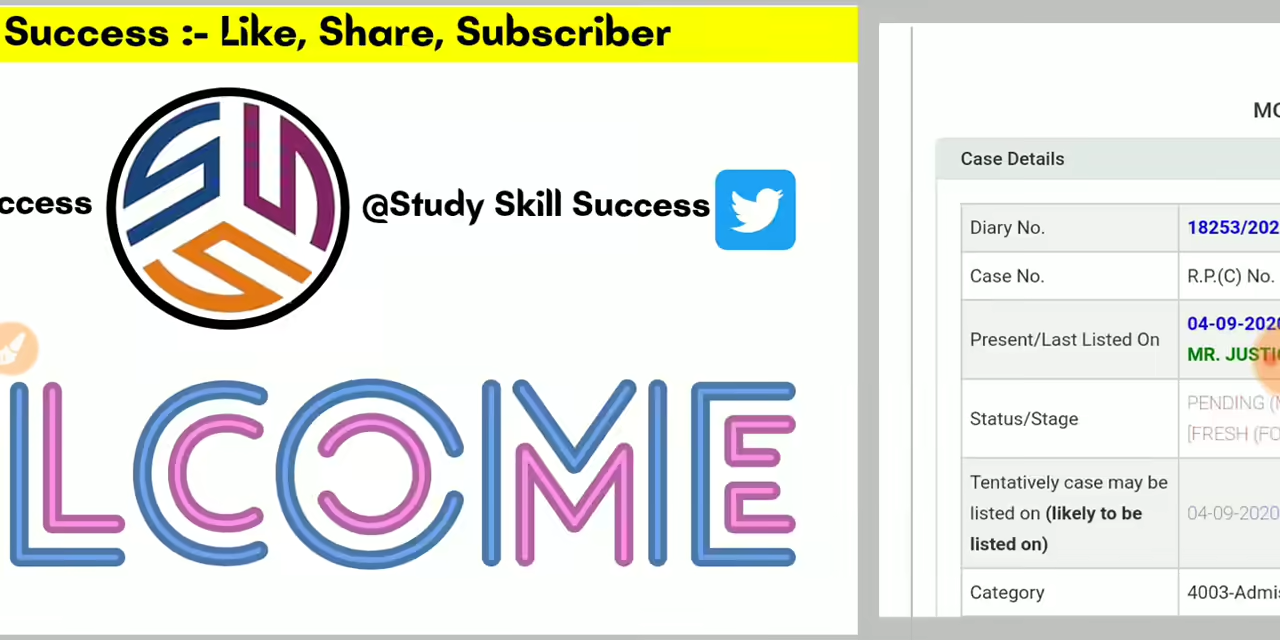 Success :- Like, Share, Subscriber
ccess
@Study Skill Success
LCOME
Case Details
Diary No.
18253/202
Case No.
R.P.(C) No.
Present/Last Listed On
04-09-2020
MR. JUSTIC
Status/Stage
PENDING (M
[FRESH (FO
Tentatively case may be
listed on (likely to be
listed on)
04-09-2020
Category
4003-Admis